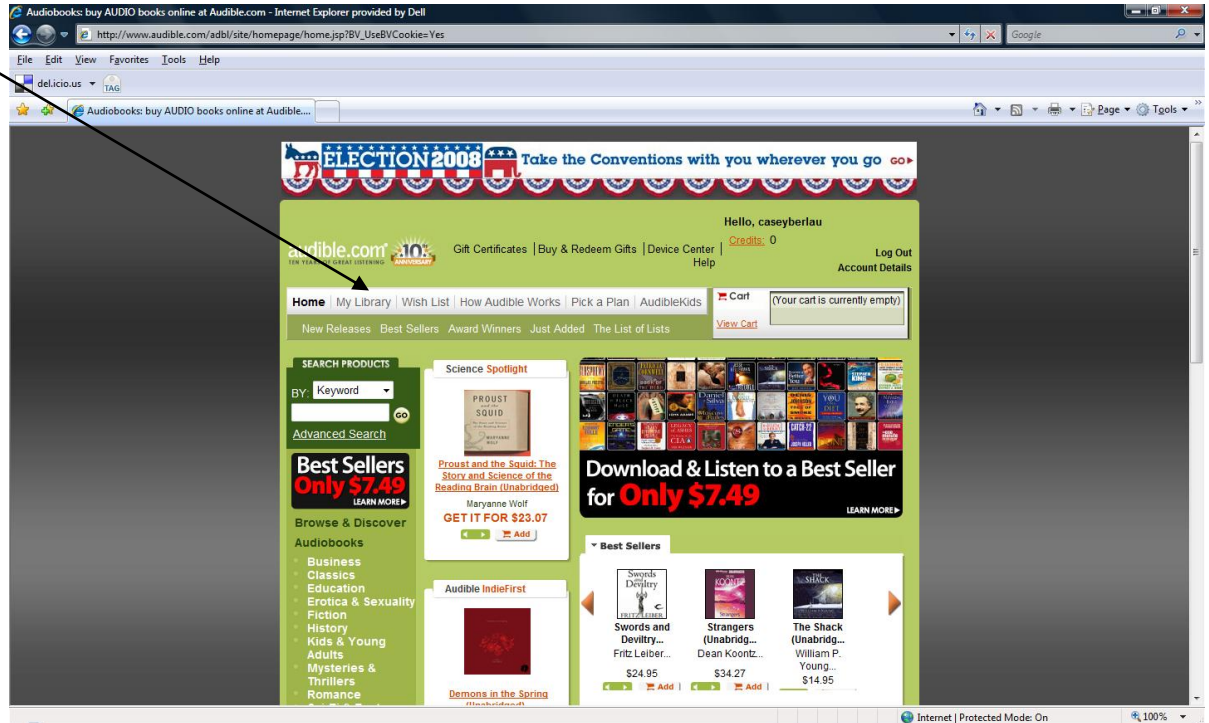 Audiobooks: buy AUDIO books online at Audible.com - Internet Explorer provided by Dell
http://www.audible.com/adbl/site/homepage/home.jsp?BV_UseBVCookie=Yes
Google
File Edit View Favorites Tools Help
del.icio.us TAG
Audiobooks: buy AUDIO books online at Audible....
Page Tools
ELECTION 2008 Take the Conventions with you wherever you go GO
Hello, caseyberlau
Credits: 0
audible.com 10
TEN YEARS OF GREAT LISTENING ANNIVERSARY
Gift Certificates | Buy & Redeem Gifts | Device Center |
Help
Log Out
Account Details
Home | My Library | Wish List | How Audible Works | Pick a Plan | AudibleKids
Cart
(Your cart is currently empty)
View Cart
New Releases Best Sellers Award Winners Just Added The List of Lists
SEARCH PRODUCTS
BY: Keyword
GO
Advanced Search
Best Sellers
Only $7.49
LEARN MORE
Browse & Discover
Audiobooks
Business
Classics
Education
Erotica & Sexuality
Fiction
History
Kids & Young
Adults
Mysteries &
Thrillers
Romance
Science Spotlight
PROUST
and the
SQUID
MARYANNE
WOLF
Proust and the Squid: The
Story and Science of the
Reading Brain (Unabridged)
Maryanne Wolf
GET IT FOR $23.07
Add
Audible IndieFirst
Demons in the Spring
(Unabridged)
Download & Listen to a Best Seller
for Only $7.49
LEARN MORE
Best Sellers
Swords
and
Deviltry
FRITZ LEIBER
Swords and
Deviltry...
Fritz Leiber...
$24.95
Add
KOONTZ
Strangers
Strangers
(Unabridg...
Dean Koontz...
$34.27
Add
THE
SHACK
The Shack
(Unabridg...
William P.
Young...
$14.95
Internet | Protected Mode: On
100%